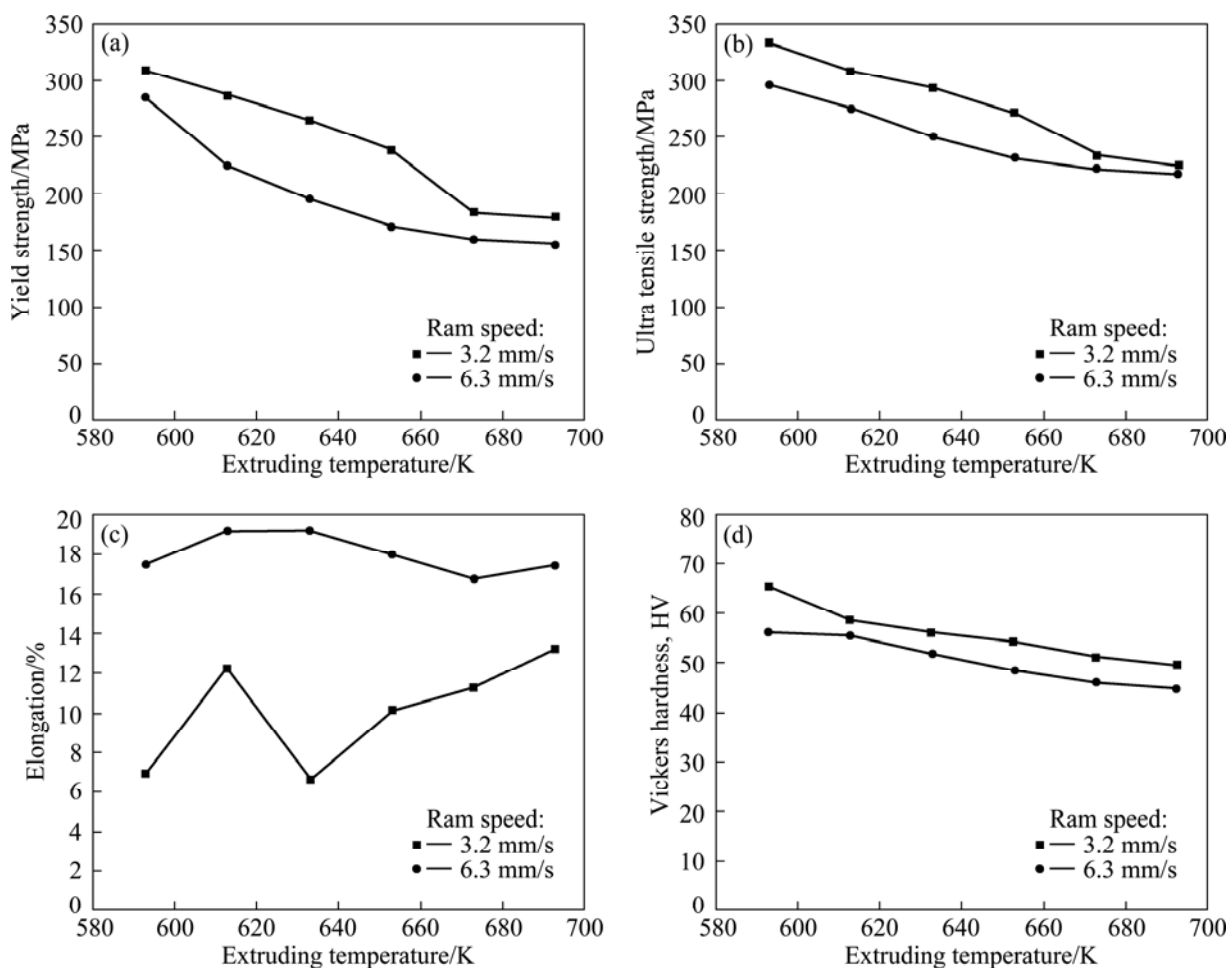 (a)
350
300
250
200
150
100
50
0
Yield strength/MPa
Ram speed:
3.2 mm/s
6.3 mm/s
580 600 620 640 660 680 700
Extruding temperature/K
(b)
350
300
250
200
150
100
50
0
Ultra tensile strength/MPa
Ram speed:
3.2 mm/s
6.3 mm/s
580 600 620 640 660 680 700
Extruding temperature/K
(c)
20
18
16
14
12
10
8
6
4
2
0
Elongation/%
Ram speed:
3.2 mm/s
6.3 mm/s
580 600 620 640 660 680 700
Extruding temperature/K
(d)
80
70
60
50
40
30
20
10
0
Vickers hardness, HV
Ram speed:
3.2 mm/s
6.3 mm/s
580 600 620 640 660 680 700
Extruding temperature/K